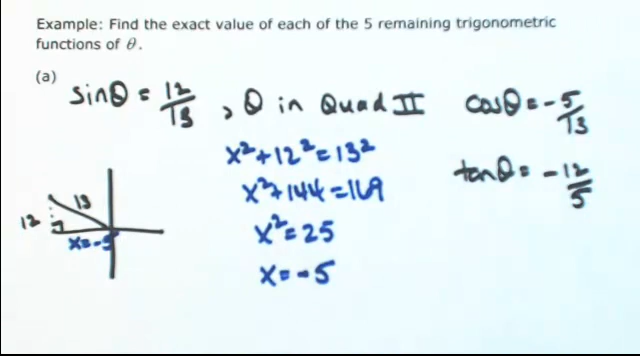 Example: Find the exact value of each of the 5 remaining trigonometric
functions of θ.
(a)
sinθ = 12/13, θ in Quad II
cosθ = -5/13
x²+12²=13²
tanθ = -12/5
x²+144=169
x²=25
x=-5
13
12
x=-5